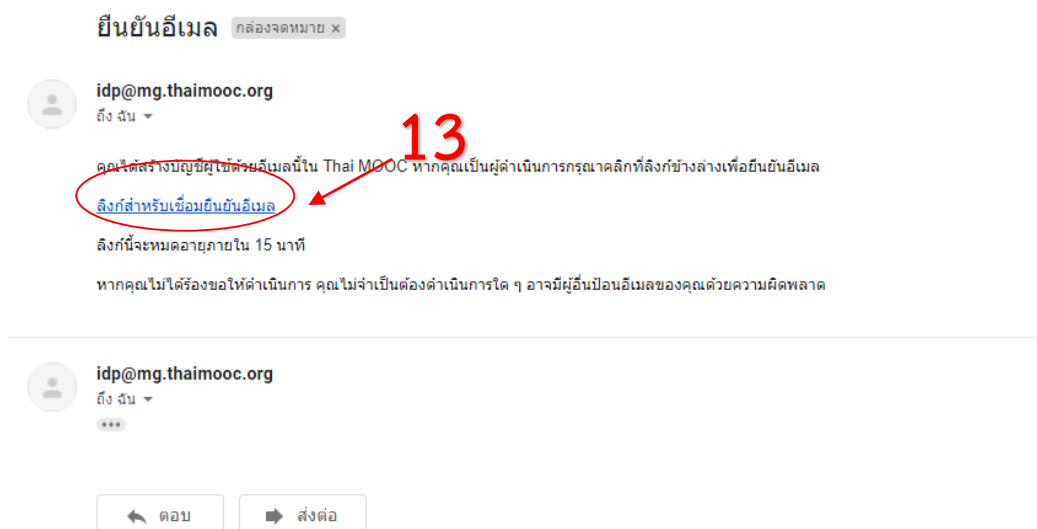 ยืนยันอีเมล กล่องจดหมาย ×
idp@mg.thaimooc.org
ถึง ฉัน
13
คุณได้สร้างบัญชีผู้ใช้ด้วยอีเมลนี้ใน Thai MOOC หากคุณเป็นผู้ดำเนินการกรุณาคลิกที่ลิงก์ข้างล่างเพื่อยืนยันอีเมล
ลิงก์สำหรับเชื่อมยืนยันอีเมล
ลิงก์นี้จะหมดอายุภายใน 15 นาที
หากคุณไม่ได้ร้องขอให้ดำเนินการ คุณไม่จำเป็นต้องดำเนินการใด ๆ อาจมีผู้อื่นป้อนอีเมลของคุณด้วยความผิดพลาด
idp@mg.thaimooc.org
ถึง ฉัน
ตอบ ส่งต่อ